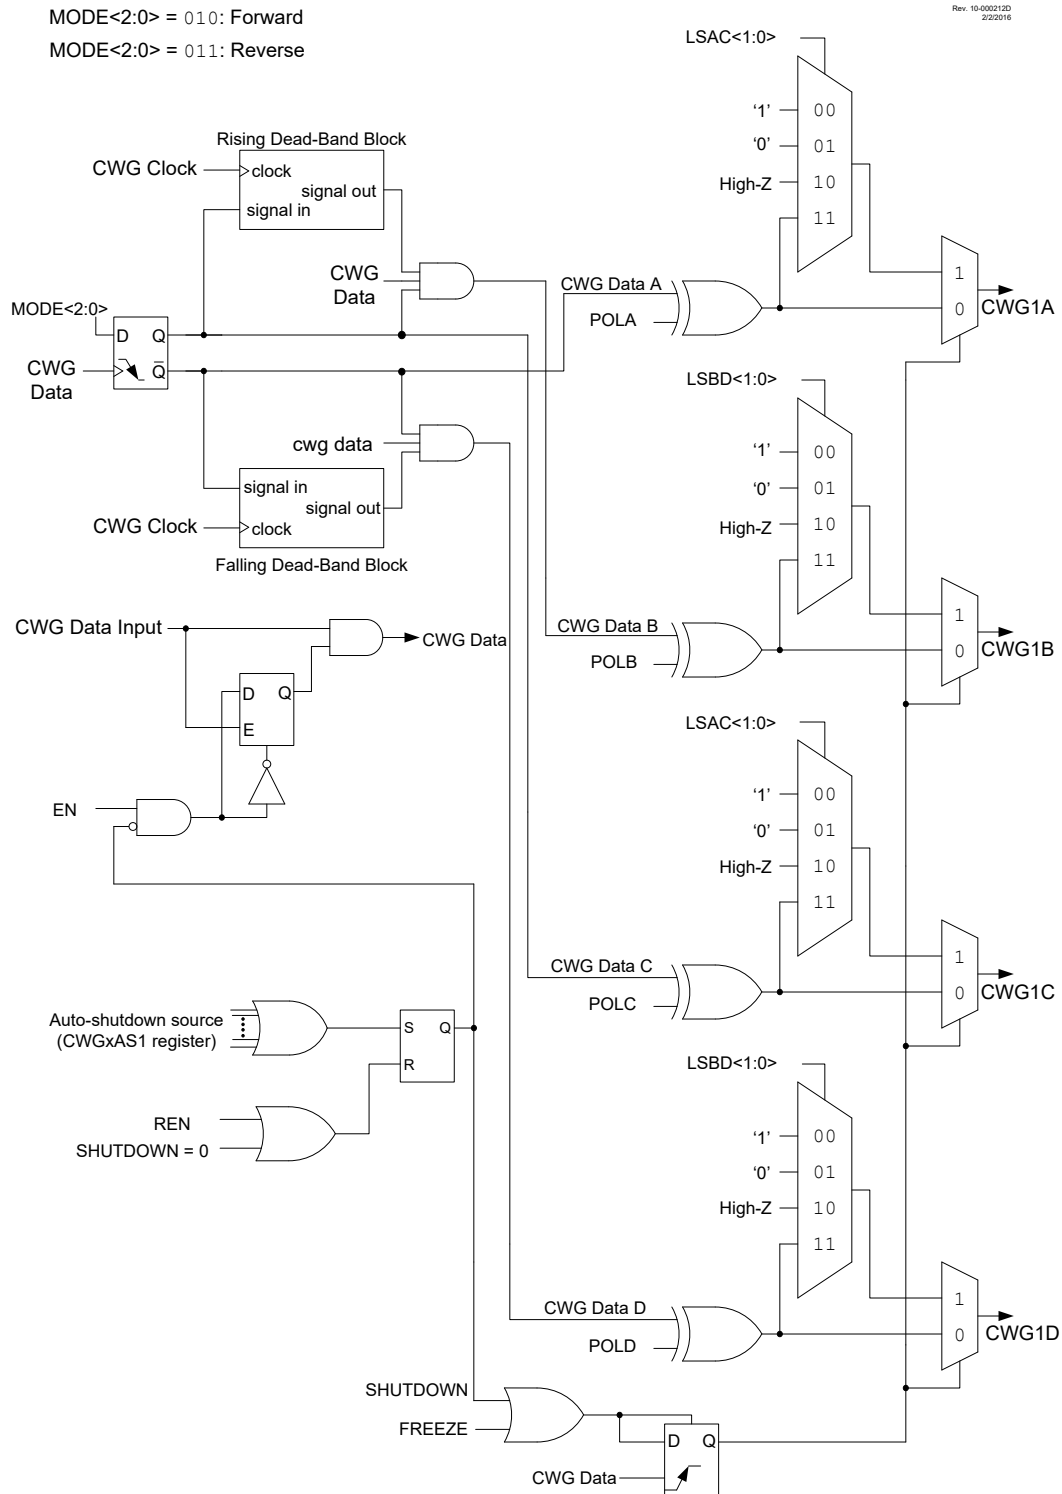 Rev. 10-000212D
2/2/2016
MODE<2:0> = 010: Forward
MODE<2:0> = 011: Reverse
LSAC<1:0>
'1' 00
'0' 01
High-Z 10
11
1
0
CWG1A
Rising Dead-Band Block
CWG Clock
clock
signal out
signal in
CWG
Data
CWG Data A
POLA
MODE<2:0>
D Q
Q
CWG
Data
cwg data
signal in
signal out
CWG Clock
clock
Falling Dead-Band Block
LSBD<1:0>
'1' 00
'0' 01
High-Z 10
11
1
0
CWG1B
CWG Data B
POLB
CWG Data Input
CWG Data
D Q
E
EN
LSAC<1:0>
'1' 00
'0' 01
High-Z 10
11
1
0
CWG1C
CWG Data C
POLC
Auto-shutdown source
(CWGxAS1 register)
S Q
R
REN
SHUTDOWN = 0
LSBD<1:0>
'1' 00
'0' 01
High-Z 10
11
1
0
CWG1D
CWG Data D
POLD
SHUTDOWN
FREEZE
D Q
CWG Data